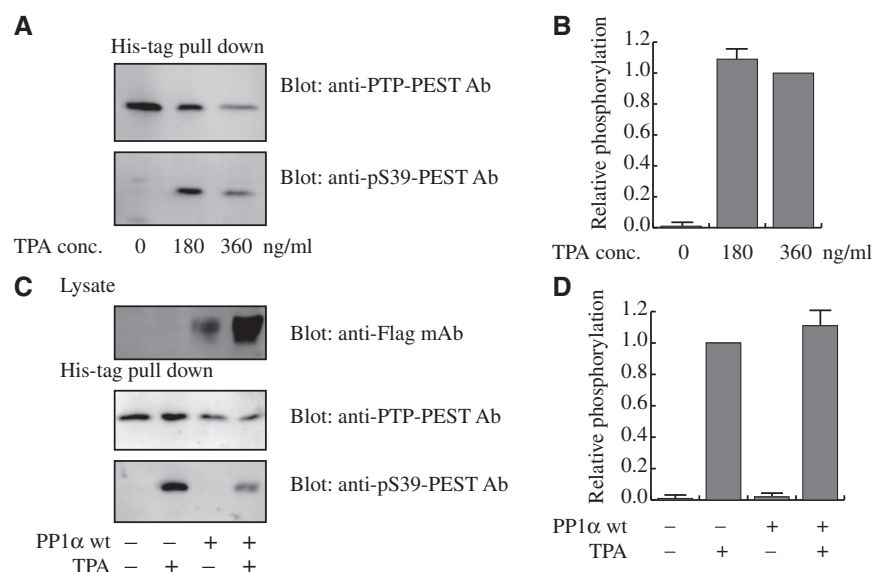 A
His-tag pull down
Blot: anti-PTP-PEST Ab
Blot: anti-pS39-PEST Ab
TPA conc. 0 180 360 ng/ml
B
Relative phosphorylation
1.2
1.0
0.8
0.6
0.4
0.2
0.0
TPA conc. 0 180 360 ng/ml
C
Lysate
Blot: anti-Flag mAb
His-tag pull down
Blot: anti-PTP-PEST Ab
Blot: anti-pS39-PEST Ab
PP1α wt – – + +
TPA – + – +
D
Relative phosphorylation
1.2
1.0
0.8
0.6
0.4
0.2
0.0
PP1α wt – – + +
TPA – + – +